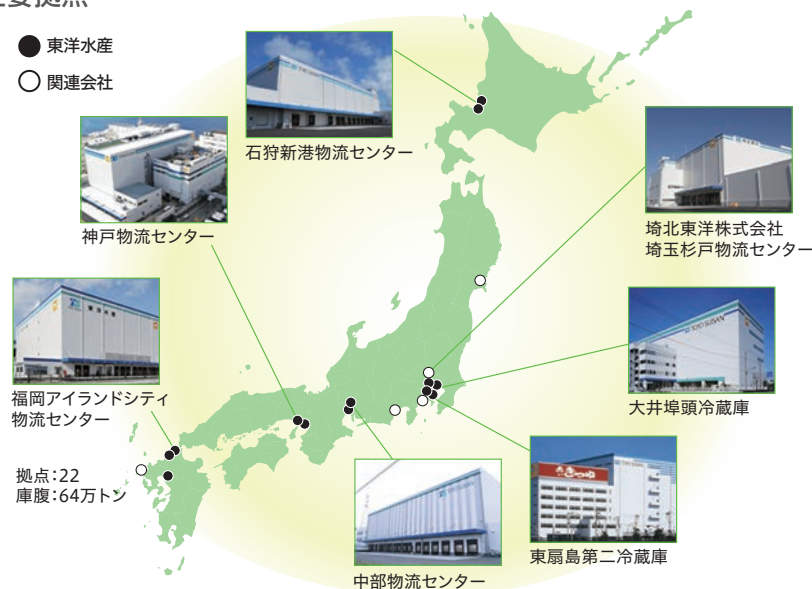 主要拠点
東洋水産
関連会社
石狩新港物流センター
神戸物流センター
埼北東洋株式会社
埼玉杉戸物流センター
福岡アイランドシティ
物流センター
TOYO SUISAN
大井埠頭冷蔵庫
拠点:22
庫腹:64万トン
東扇島第二冷蔵庫
中部物流センター